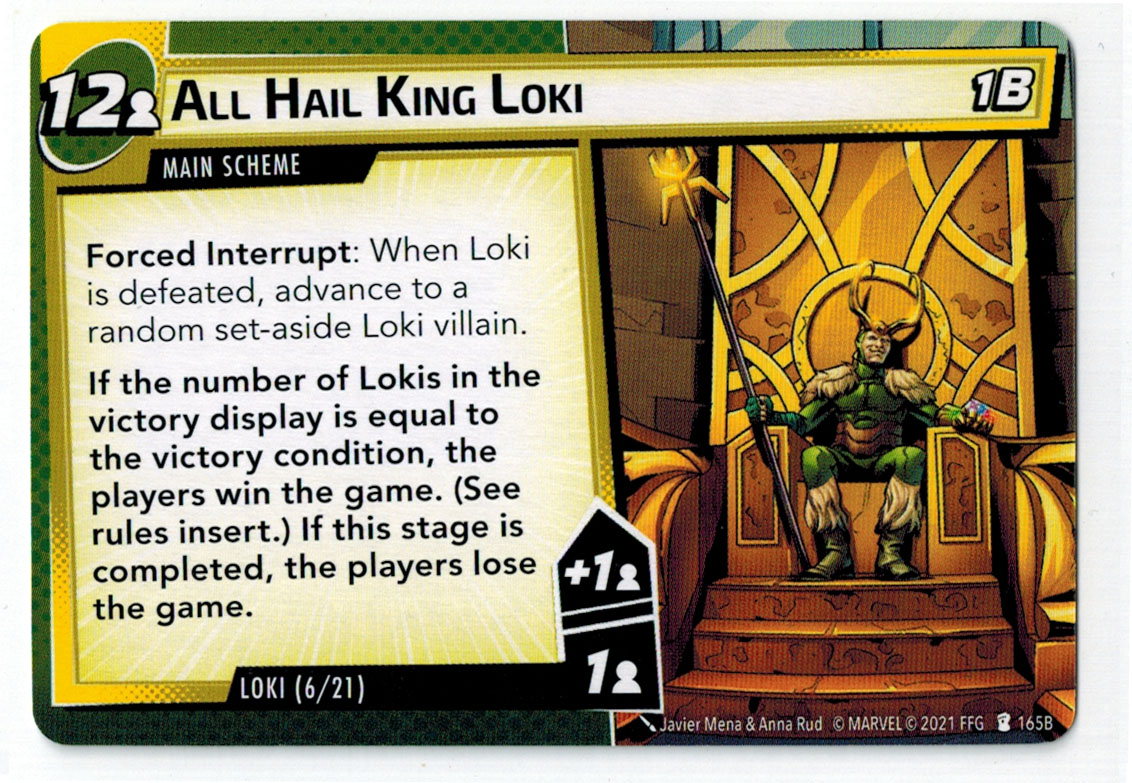 12
ALL HAIL KING LOKI
1B
MAIN SCHEME
Forced Interrupt: When Loki
is defeated, advance to a
random set-aside Loki villain.
If the number of Lokis in the
victory display is equal to
the victory condition, the
players win the game. (See
rules insert.) If this stage is
completed, the players lose
the game.
+1
1
LOKI (6/21)
Javier Mena & Anna Rud © MARVEL © 2021 FFG 165B